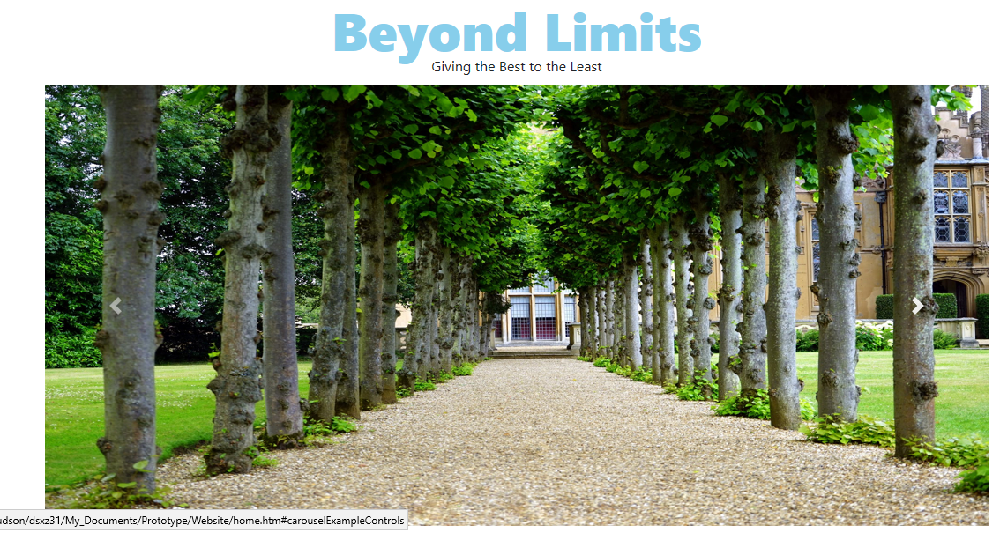 Beyond Limits
Giving the Best to the Least
udson/dsxz31/My_Documents/Prototype/Website/home.htm#carouselExampleControls